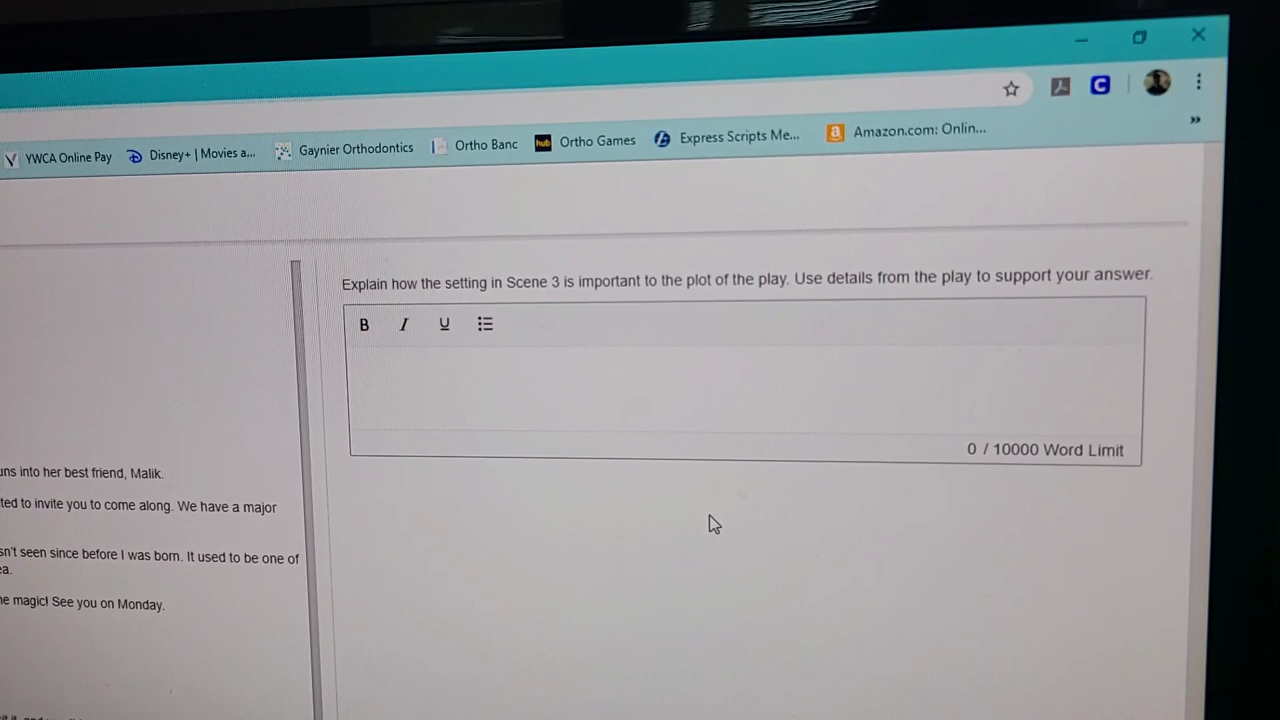 YWCA Online Pay Disney+ | Movies a... Gaynier Orthodontics Ortho Banc hub Ortho Games Express Scripts Me... a Amazon.com: Onlin... »
Explain how the setting in Scene 3 is important to the plot of the play. Use details from the play to support your answer.
B I U
0 / 10000 Word Limit
uns into her best friend, Malik.
ted to invite you to come along. We have a major
sn't seen since before I was born. It used to be one of
ea.
he magic! See you on Monday.